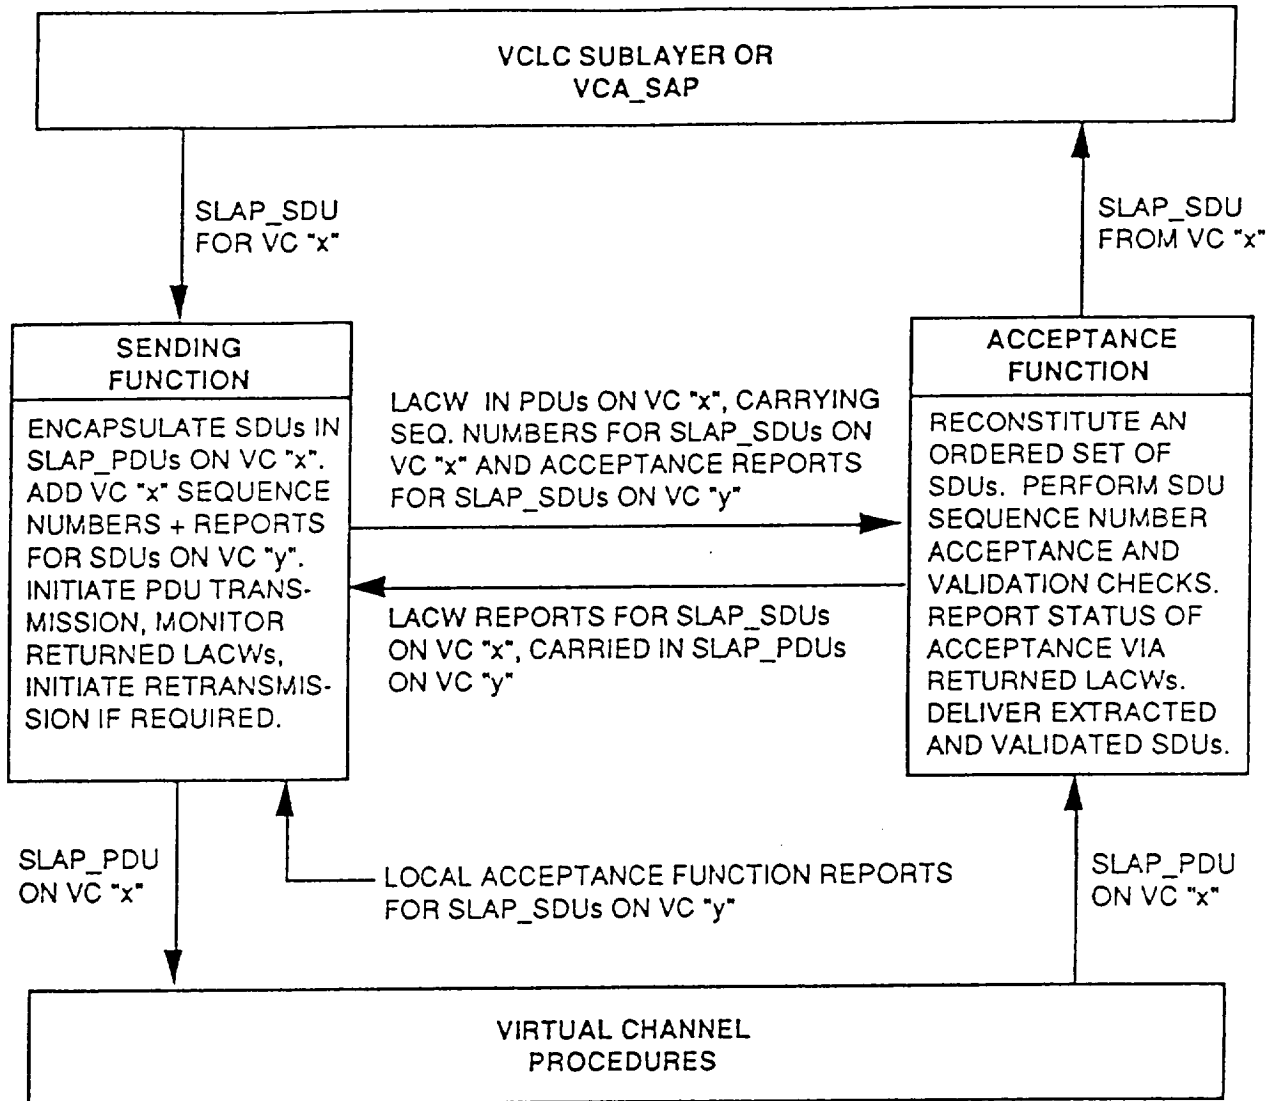 VCLC SUBLAYER OR
VCA_SAP
SLAP_SDU
FOR VC "x"
SLAP_SDU
FROM VC "x"
SENDING
FUNCTION
ENCAPSULATE SDUs IN
SLAP_PDUs ON VC "x".
ADD VC "x" SEQUENCE
NUMBERS + REPORTS
FOR SDUs ON VC "y".
INITIATE PDU TRANS-
MISSION, MONITOR
RETURNED LACWs,
INITIATE RETRANSMIS-
SION IF REQUIRED.
LACW IN PDUs ON VC "x", CARRYING
SEQ. NUMBERS FOR SLAP_SDUs ON
VC "x" AND ACCEPTANCE REPORTS
FOR SLAP_SDUs ON VC "y"
LACW REPORTS FOR SLAP_SDUs
ON VC "x", CARRIED IN SLAP_PDUs
ON VC "y"
ACCEPTANCE
FUNCTION
RECONSTITUTE AN
ORDERED SET OF
SDUs. PERFORM SDU
SEQUENCE NUMBER
ACCEPTANCE AND
VALIDATION CHECKS.
REPORT STATUS OF
ACCEPTANCE VIA
RETURNED LACWs.
DELIVER EXTRACTED
AND VALIDATED SDUs.
SLAP_PDU
ON VC "x"
LOCAL ACCEPTANCE FUNCTION REPORTS
FOR SLAP_SDUs ON VC "y"
SLAP_PDU
ON VC "x"
VIRTUAL CHANNEL
PROCEDURES